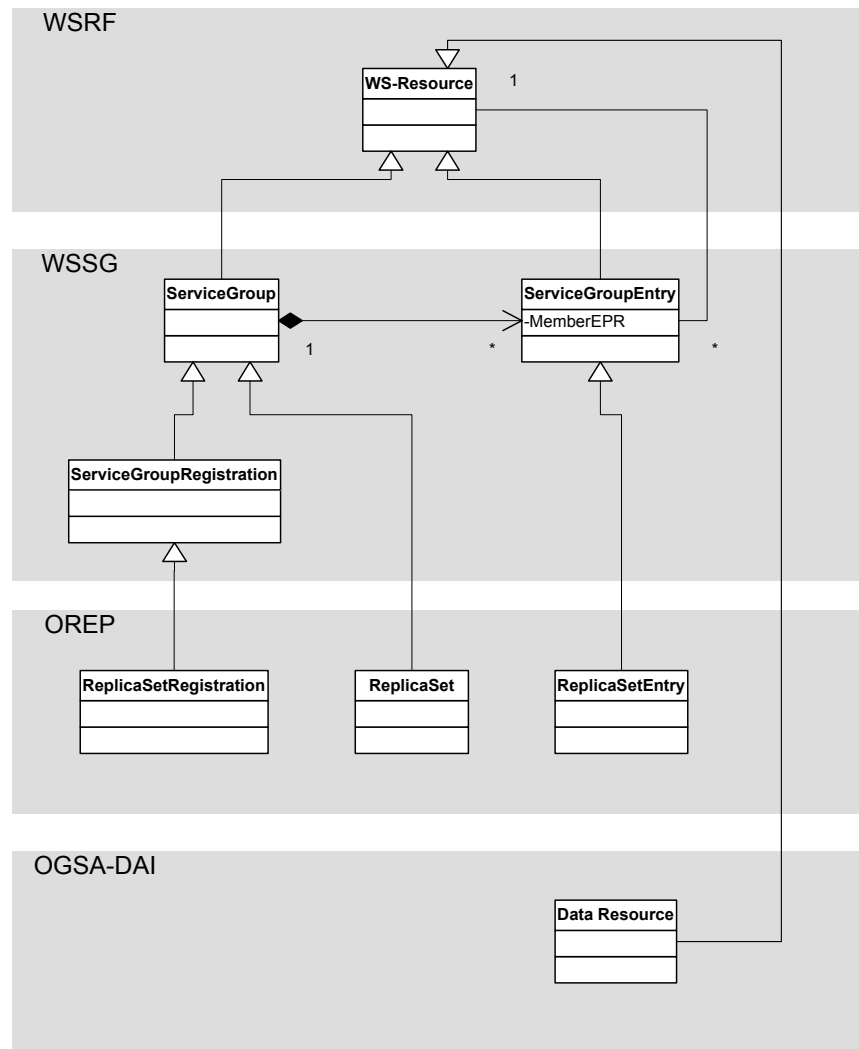 WSRF
WS-Resource
1
WSSG
ServiceGroup
ServiceGroupEntry
-MemberEPR
1
*
*
ServiceGroupRegistration
OREP
ReplicaSetRegistration
ReplicaSet
ReplicaSetEntry
OGSA-DAI
Data Resource